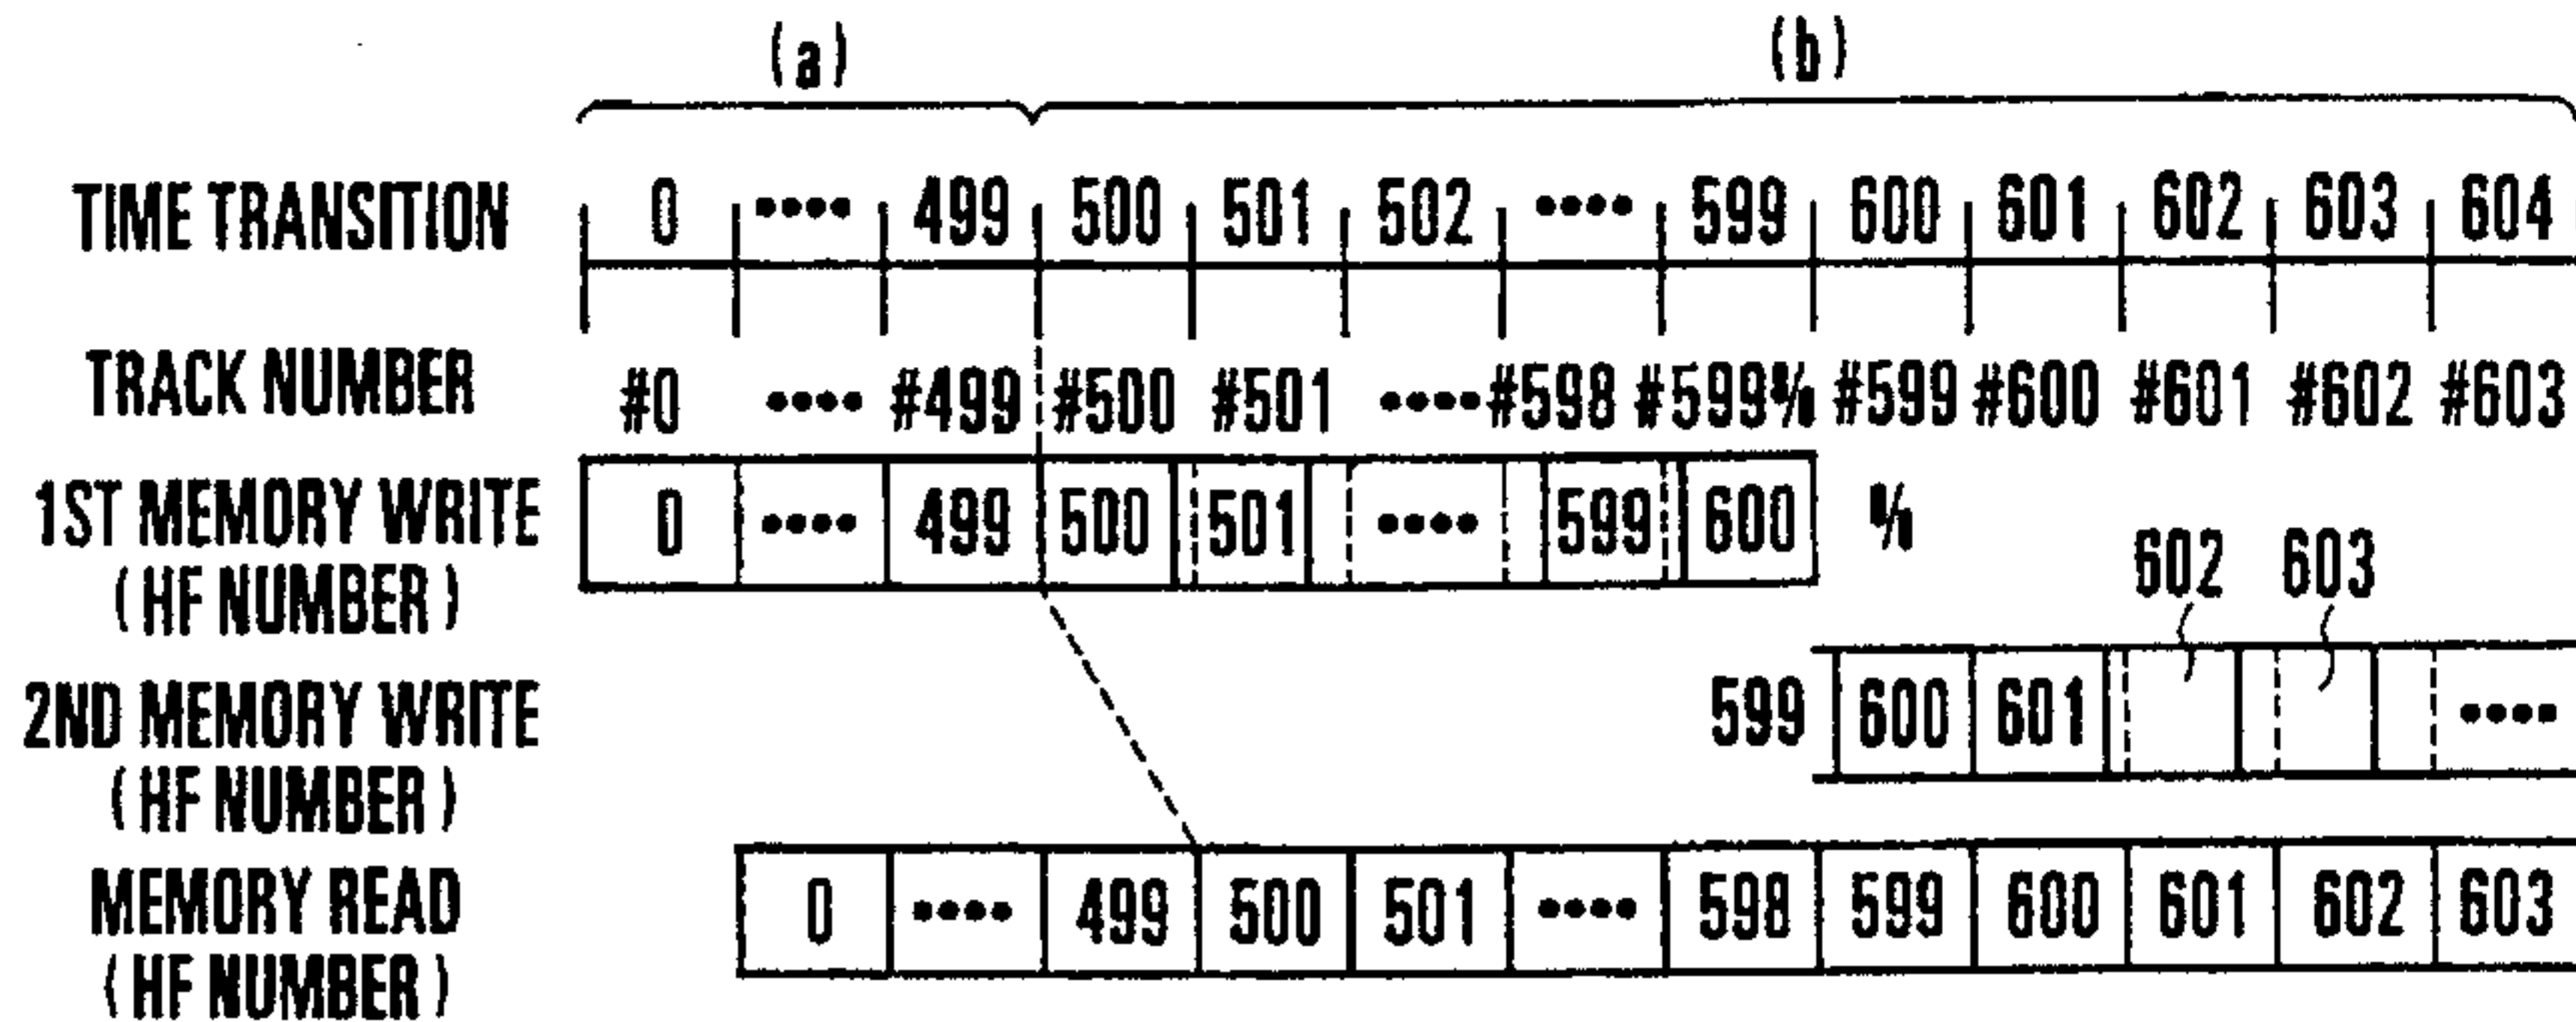 (a) (b)
TIME TRANSITION 0 •••• 499 500 501 502 •••• 599 600 601 602 603 604
TRACK NUMBER #0 •••• #499 #500 #501 •••• #598 #599 #599 #600 #601 #602 #603
1ST MEMORY WRITE 0 •••• 499 500 501 •••• 599 600
(HF NUMBER)
602 603
2ND MEMORY WRITE 599 600 601 ••••
(HF NUMBER)
MEMORY READ 0 •••• 499 500 501 •••• 598 599 600 601 602 603
(HF NUMBER)